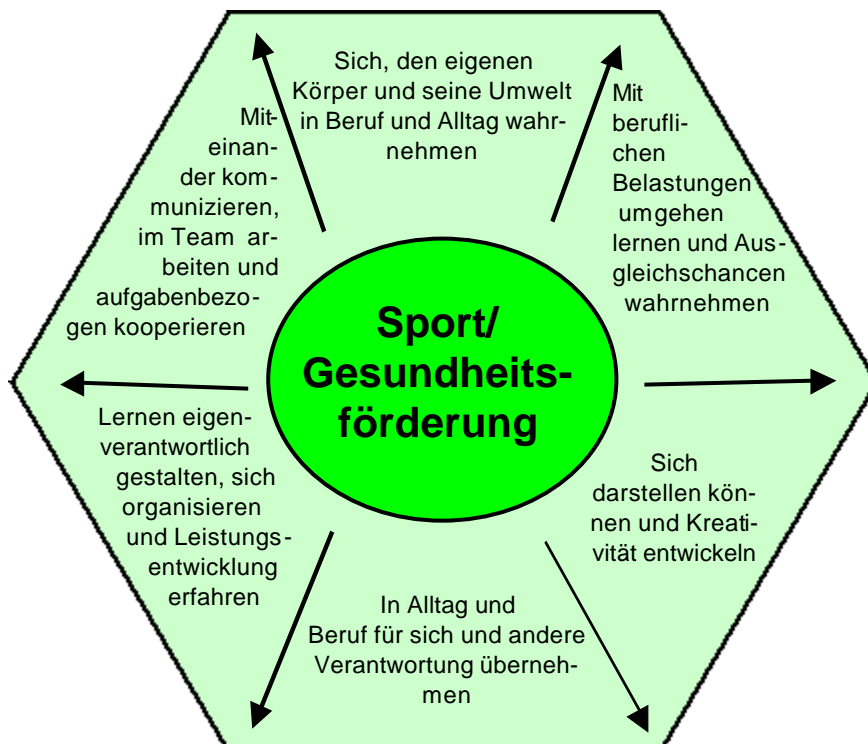 Sich, den eigenen
Körper und seine Umwelt
in Beruf und Alltag wahr-
nehmen
Mit
berufli-
chen
Belastungen
umgehen
lernen und Aus-
gleichschancen
wahrnehmen
Sich
darstellen kön-
nen und Kreati-
vität entwickeln
In Alltag und
Beruf für sich und andere
Verantwortung überneh-
men
Lernen eigen-
verantwortlich
gestalten, sich
organisieren
und Leistungs-
entwicklung
erfahren
Mit-
einan-
der kom-
munizieren,
im Team ar-
beiten und
aufgabenbezo-
gen kooperieren
Sport/
Gesundheits-
förderung